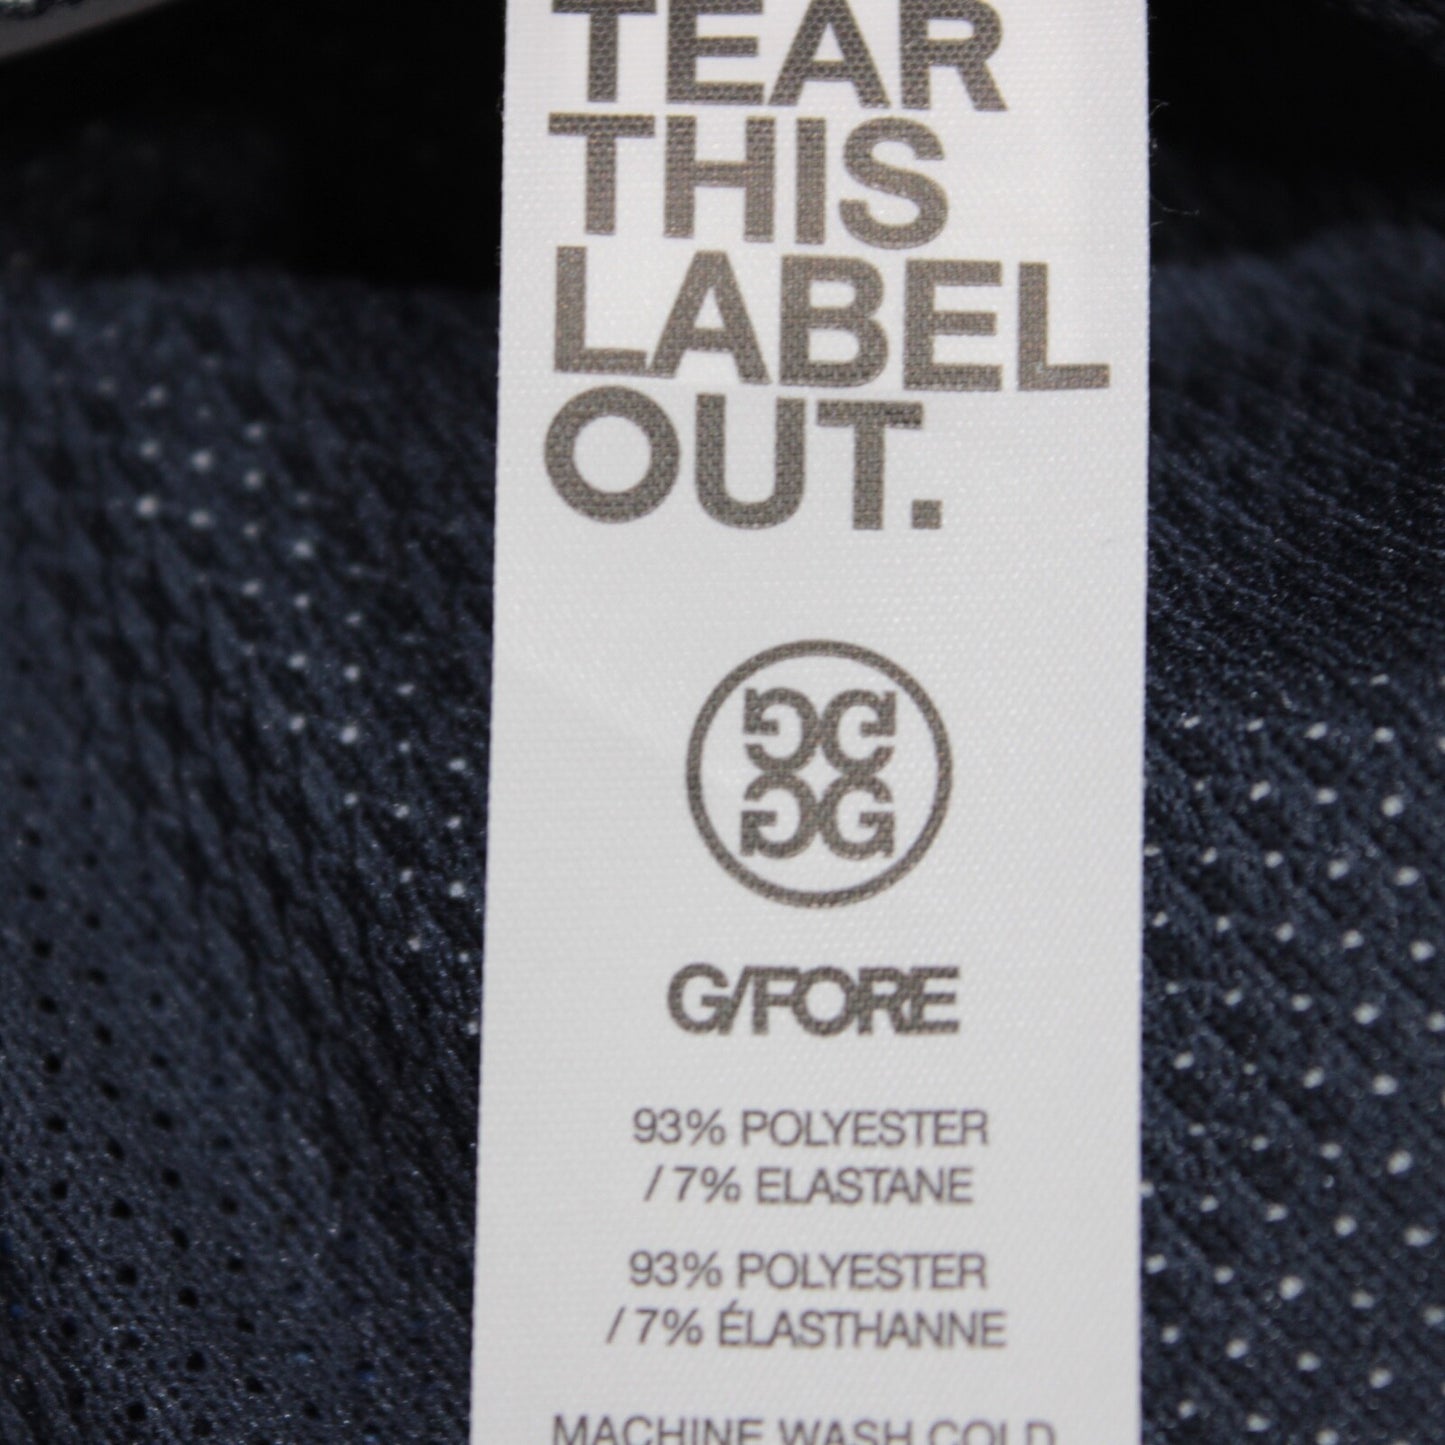 TEAR
THIS
LABEL
OUT.
G/FORE
93% POLYESTER
/ 7% ELASTANE
93% POLYESTER
/ 7% ÉLASTHANNE
MACHINE WASH COLD